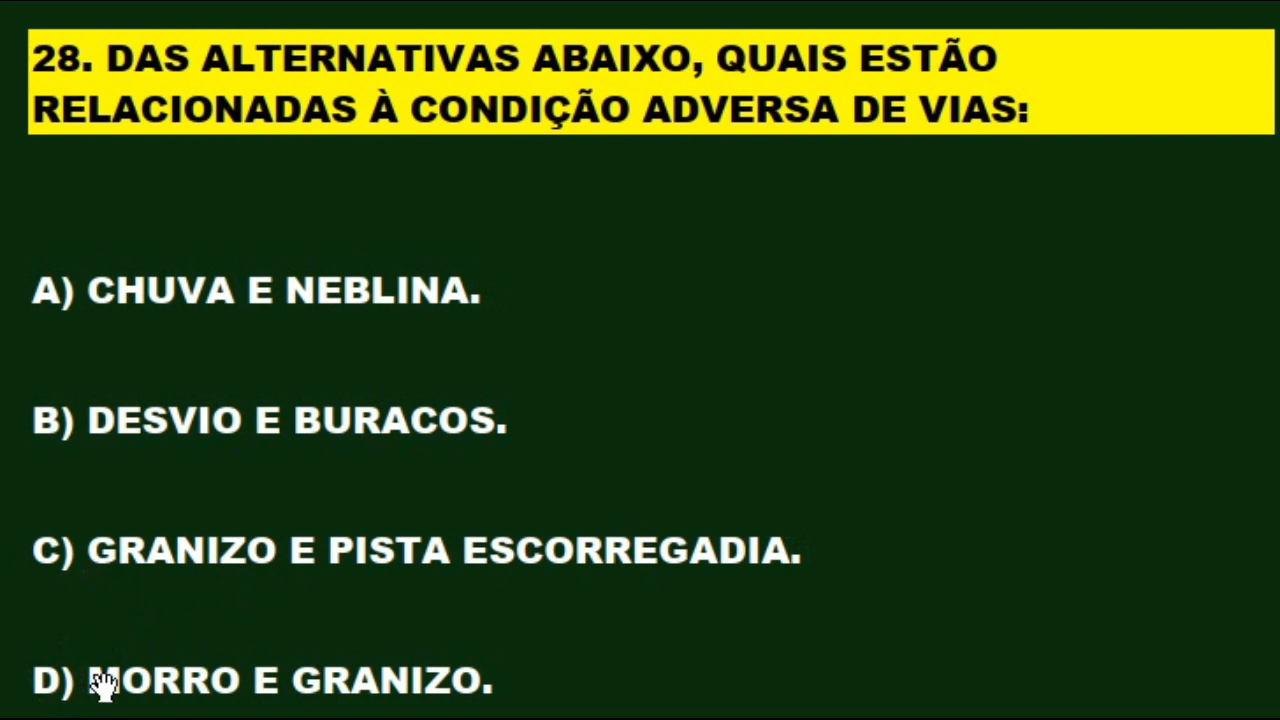 28. DAS ALTERNATIVAS ABAIXO, QUAIS ESTÃO
RELACIONADAS À CONDIÇÃO ADVERSA DE VIAS:
A) CHUVA E NEBLINA.
B) DESVIO E BURACOS.
C) GRANIZO E PISTA ESCORREGADIA.
D) MORRO E GRANIZO.